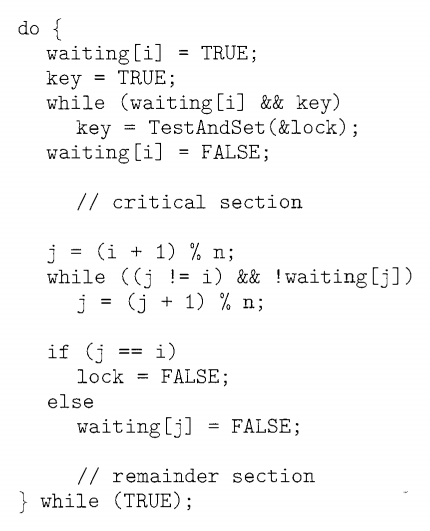 do {
waiting[i] = TRUE;
key = TRUE;
while (waiting[i] && key)
key = TestAndSet(&lock);
waiting[i] = FALSE;
// critical section
j = (i + 1) % n;
while ((j != i) && !waiting[j])
j = (j + 1) % n;
if (j == i)
lock = FALSE;
else
waiting[j] = FALSE;
// remainder section
} while (TRUE);